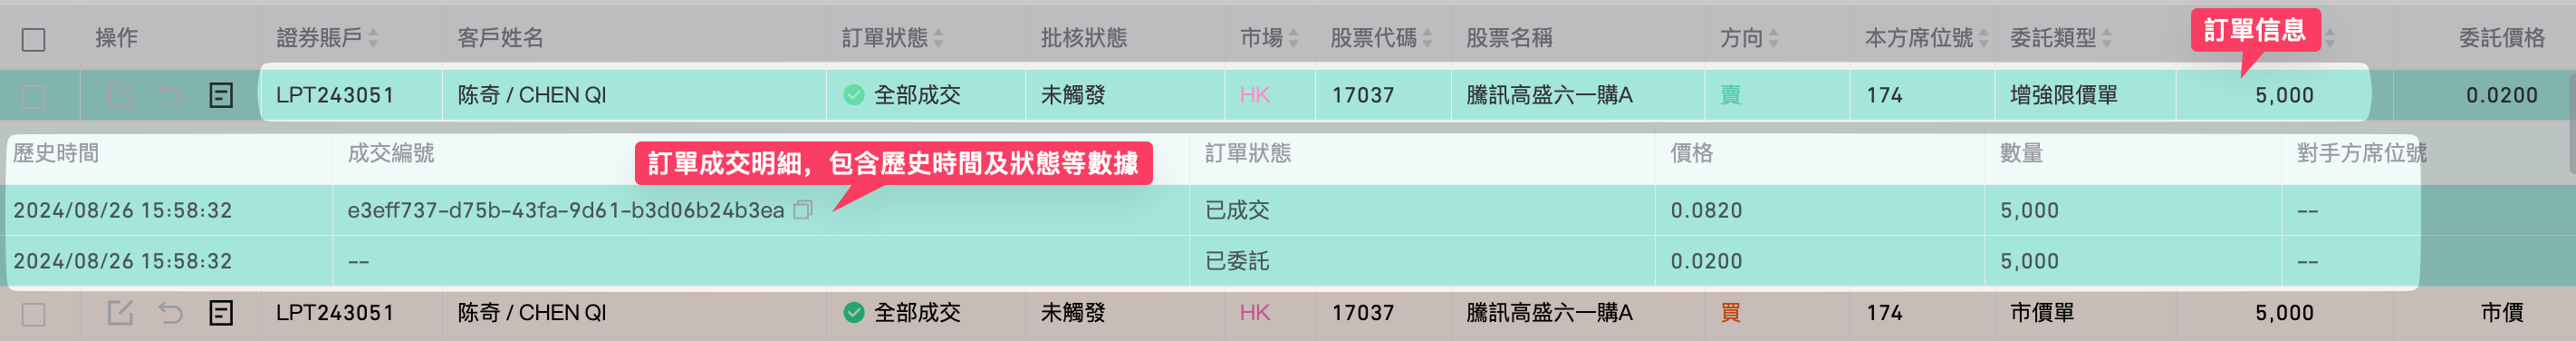 操作 證券賬戶 客戶姓名 訂單狀態 批核狀態 市場 股票代碼 股票名稱 方向 本方席位號 委託類型 訂單信息 委託價格
LPT243051 陈奇 / CHEN QI 全部成交 未觸發 HK 17037 騰訊高盛六一購A 賣 174 增強限價單 5,000 0.0200
歷史時間 成交編號 訂單狀態 價格 數量 對手方席位號
訂單成交明細，包含歷史時間及狀態等數據
2024/08/26 15:58:32 e3eff737-d75b-43fa-9d61-b3d06b24b3ea 已成交 0.0820 5,000 --
2024/08/26 15:58:32 -- 已委託 0.0200 5,000 --
LPT243051 陈奇 / CHEN QI 全部成交 未觸發 HK 17037 騰訊高盛六一購A 買 174 市價單 5,000 市價